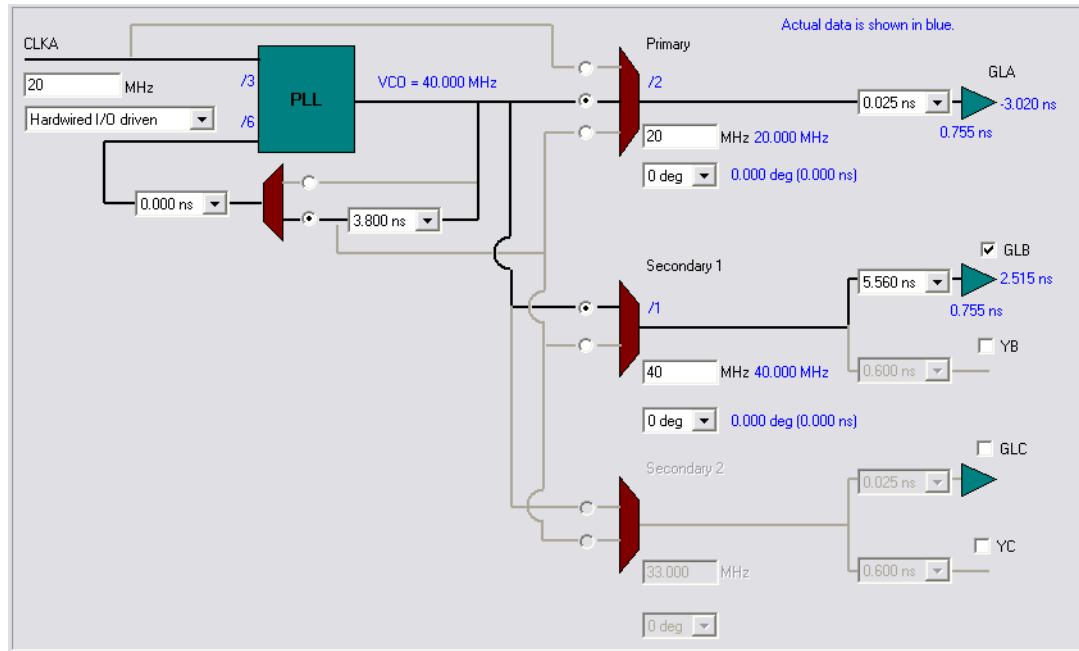 Actual data is shown in blue.
CLKA
20 MHz
Hardwired I/O driven
/3
/6
PLL
VCO = 40.000 MHz
0.000 ns
3.800 ns
Primary
/2
20 MHz 20.000 MHz
0 deg 0.000 deg (0.000 ns)
0.025 ns
GLA
-3.020 ns
0.755 ns
Secondary 1
/1
40 MHz 40.000 MHz
0 deg 0.000 deg (0.000 ns)
5.560 ns
GLB
2.515 ns
0.755 ns
YB
0.600 ns
Secondary 2
33.000 MHz
0 deg
GLC
0.025 ns
YC
0.600 ns